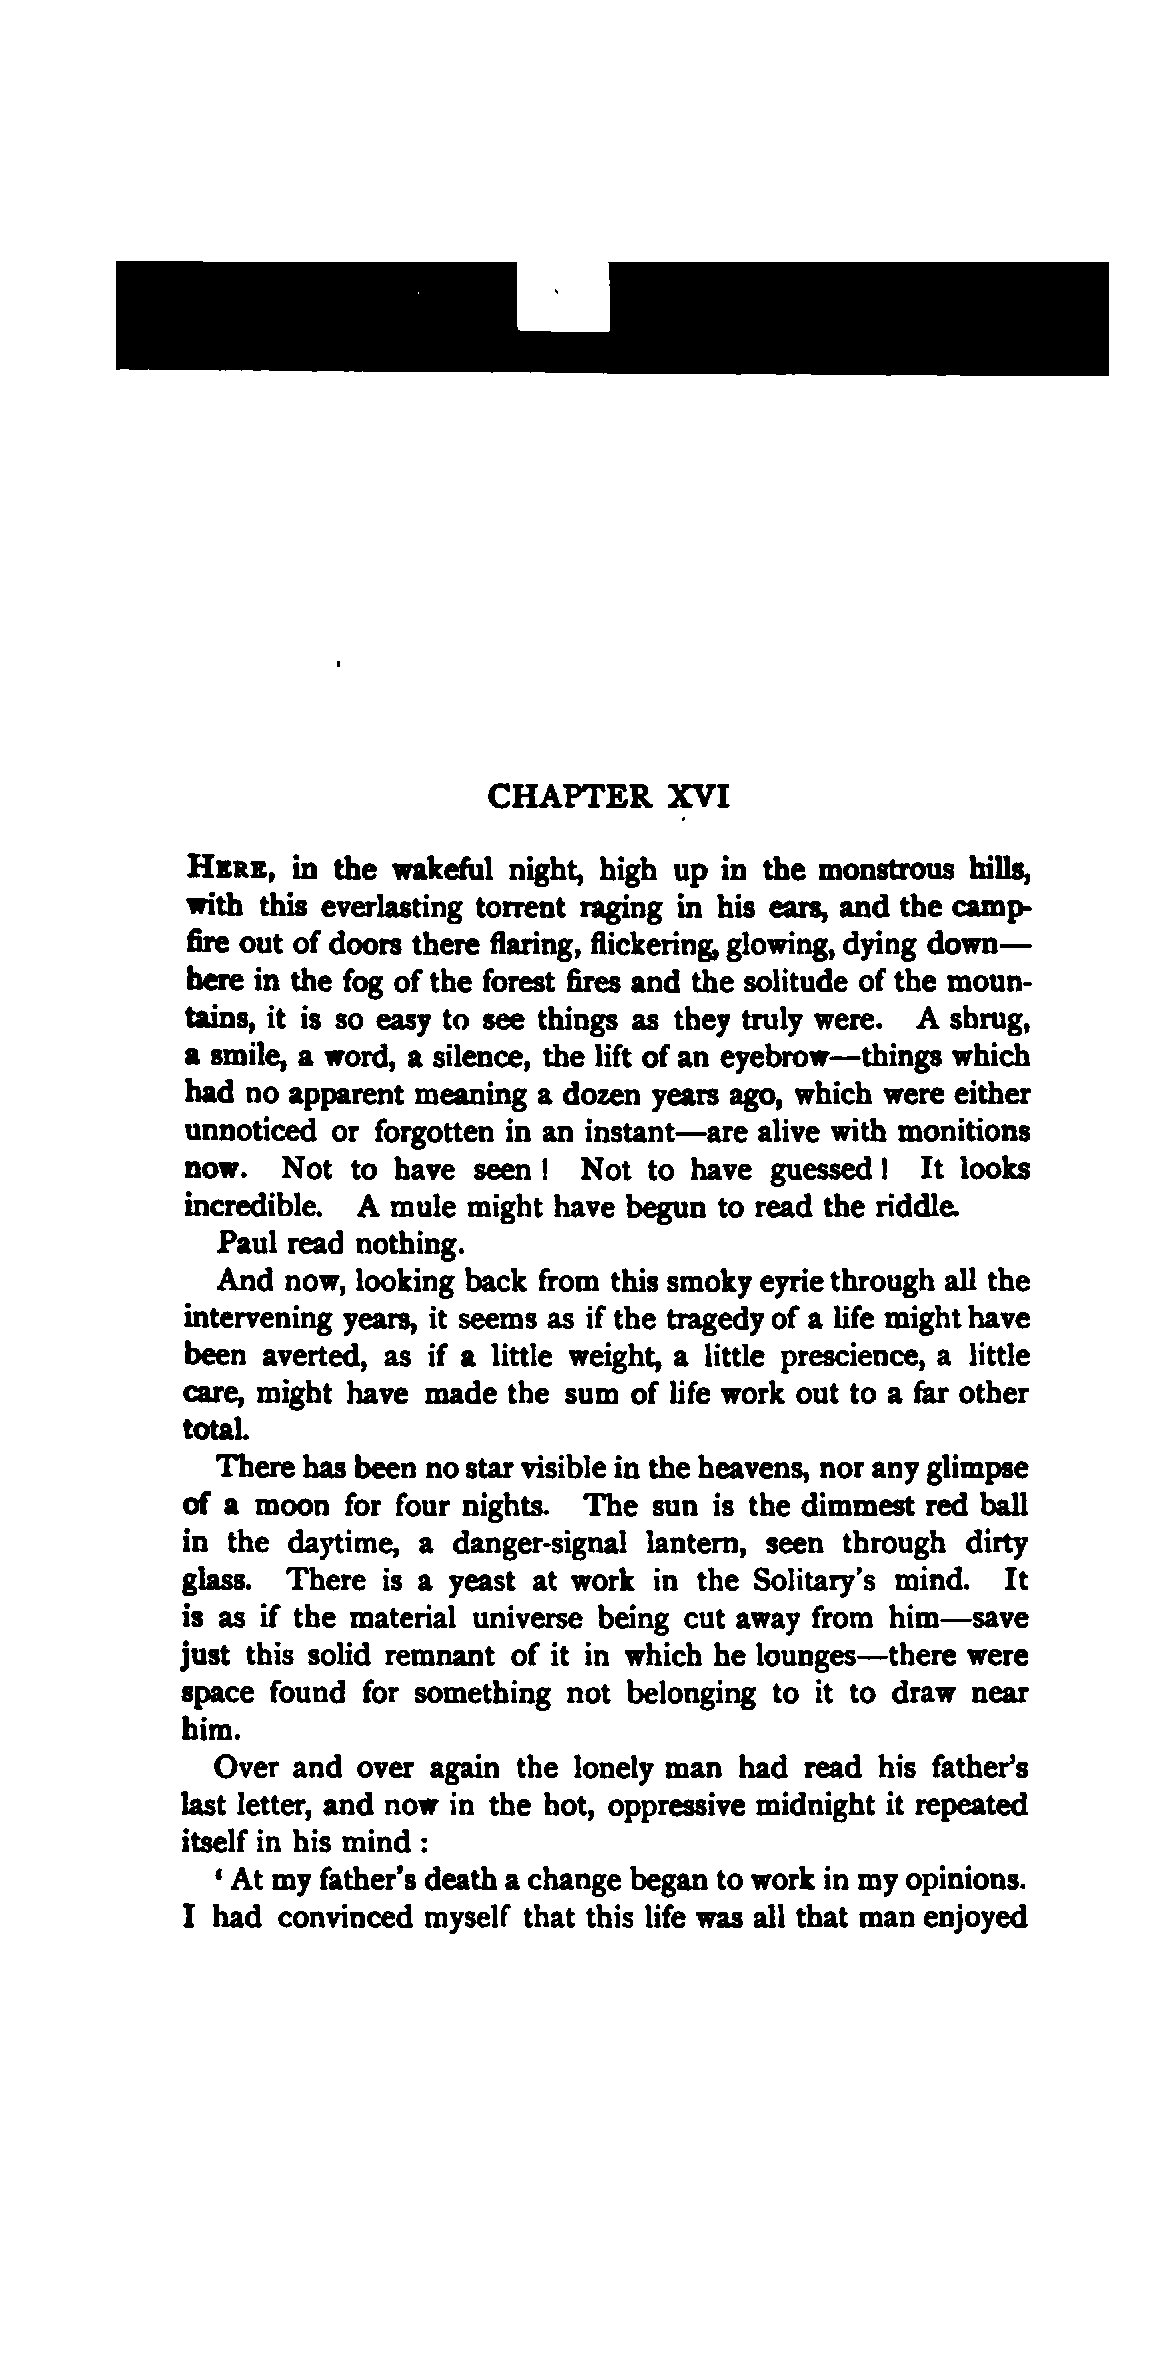 CHAPTER XVI
HERE, in the wakeful night, high up in the monstrous hills,
with this everlasting torrent raging in his ears, and the camp-
fire out of doors there flaring, flickering, glowing, dying down—
here in the fog of the forest fires and the solitude of the moun-
tains, it is so easy to see things as they truly were. A shrug,
a smile, a word, a silence, the lift of an eyebrow—things which
had no apparent meaning a dozen years ago, which were either
unnoticed or forgotten in an instant—are alive with monitions
now. Not to have seen! Not to have guessed! It looks
incredible. A mule might have begun to read the riddle.
Paul read nothing.
And now, looking back from this smoky eyrie through all the
intervening years, it seems as if the tragedy of a life might have
been averted, as if a little weight, a little prescience, a little
care, might have made the sum of life work out to a far other
total.
There has been no star visible in the heavens, nor any glimpse
of a moon for four nights. The sun is the dimmest red ball
in the daytime, a danger-signal lantern, seen through dirty
glass. There is a yeast at work in the Solitary's mind. It
is as if the material universe being cut away from him—save
just this solid remnant of it in which he lounges—there were
space found for something not belonging to it to draw near
him.
Over and over again the lonely man had read his father's
last letter, and now in the hot, oppressive midnight it repeated
itself in his mind:
‘At my father's death a change began to work in my opinions.
I had convinced myself that this life was all that man enjoyed